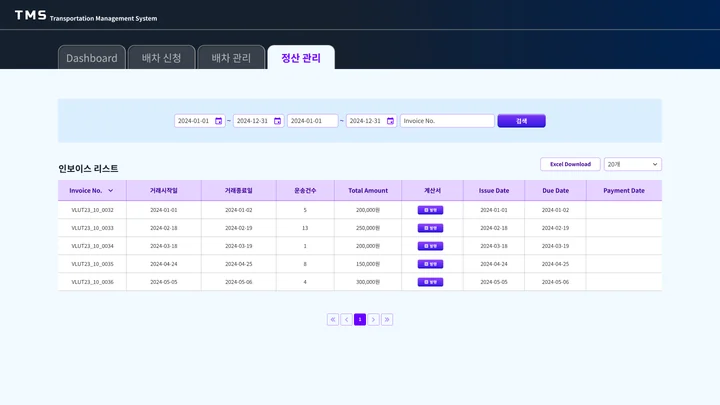 TMS Transportation Management System
Dashboard 배차 신청 배차 관리 정산 관리
2024-01-01 ~ 2024-12-31 2024-01-01 ~ 2024-12-31 Invoice No. 검색
인보이스 리스트 Excel Download 20개
Invoice No. 거래시작일 거래종료일 운송건수 Total Amount 계산서 Issue Date Due Date Payment Date
VLUT23_10_0032 2024-01-01 2024-01-02 5 200,000원 2024-01-01 2024-01-02
VLUT23_10_0033 2024-02-18 2024-02-19 13 250,000원 2024-02-18 2024-02-19
VLUT23_10_0034 2024-03-18 2024-03-19 1 200,000원 2024-03-18 2024-03-19
VLUT23_10_0035 2024-04-24 2024-04-25 8 150,000원 2024-04-24 2024-04-25
VLUT23_10_0036 2024-05-05 2024-05-06 4 300,000원 2024-05-05 2024-05-06
1